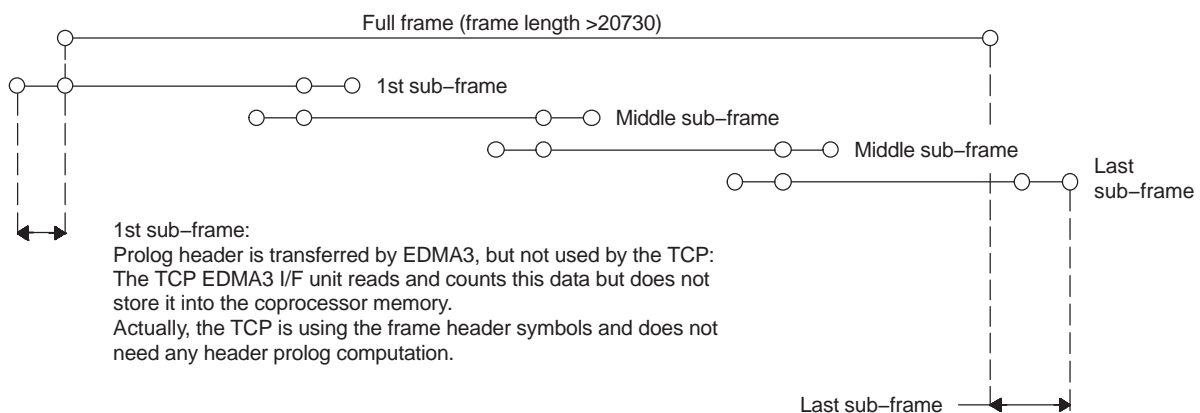 Full frame (frame length >20730)
1st sub−frame
Middle sub−frame
Middle sub−frame
Last
sub−frame
1st sub−frame:
Prolog header is transferred by EDMA3, but not used by the TCP:
The TCP EDMA3 I/F unit reads and counts this data but does not
store it into the coprocessor memory.
Actually, the TCP is using the frame header symbols and does not
need any header prolog computation.
Last sub−frame